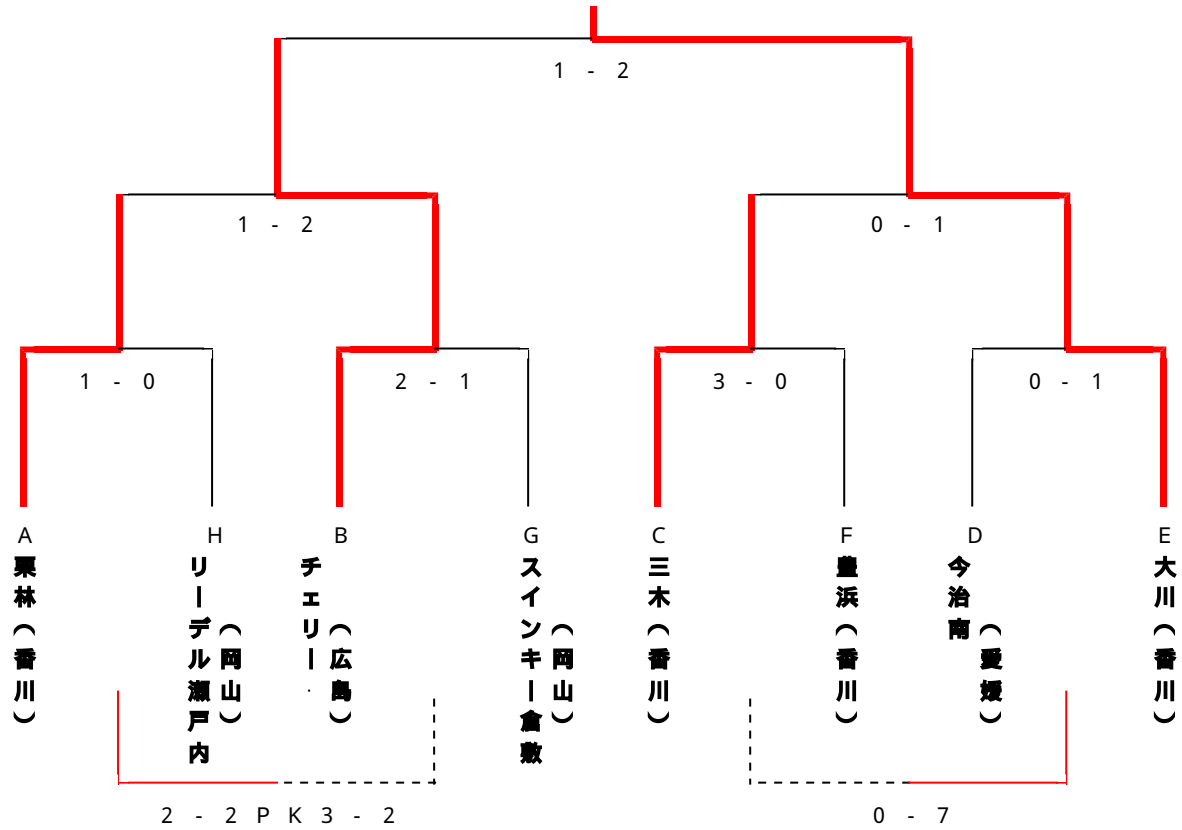 1 - 2
1 - 2
0 - 1
1 - 0
2 - 1
3 - 0
0 - 1
A
H
B
G
C
F
D
E
栗林（香川）
リーデル瀬戸内
（岡山）
チェリー．
（広島）
スインキー倉敷
（岡山）
三木（香川）
豊浜（香川）
今治南
（愛媛）
大川（香川）
2 - 2 P K 3 - 2
0 - 7